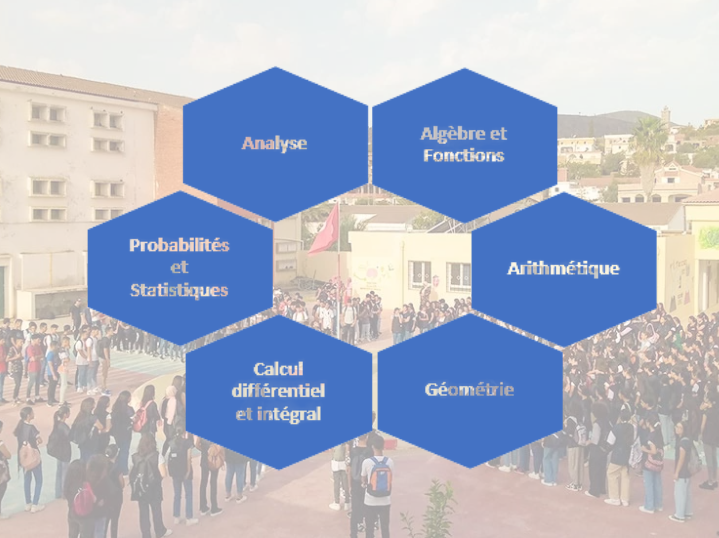 Analyse
Algèbre et
Fonctions
Probabilités
et
Statistiques
Arithmétique
Calcul
différentiel
et intégral
Géométrie